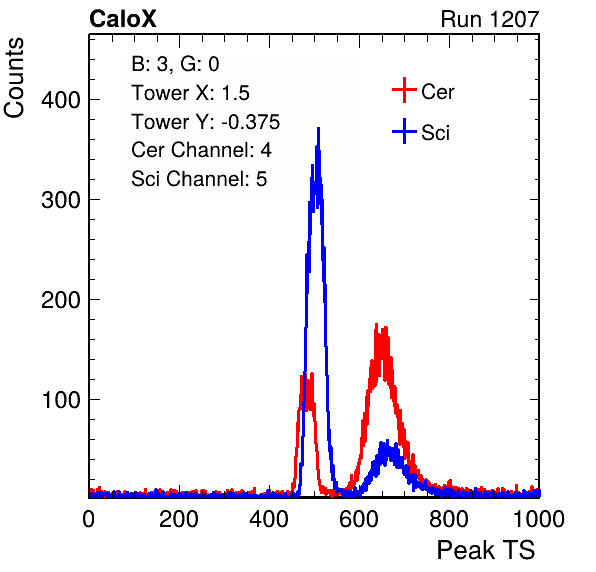 CaloX Run 1207
B: 3, G: 0
Tower X: 1.5
Tower Y: -0.375
Cer Channel: 4
Sci Channel: 5
Cer
Sci
Counts
400
300
200
100
0 200 400 600 800 1000
Peak TS